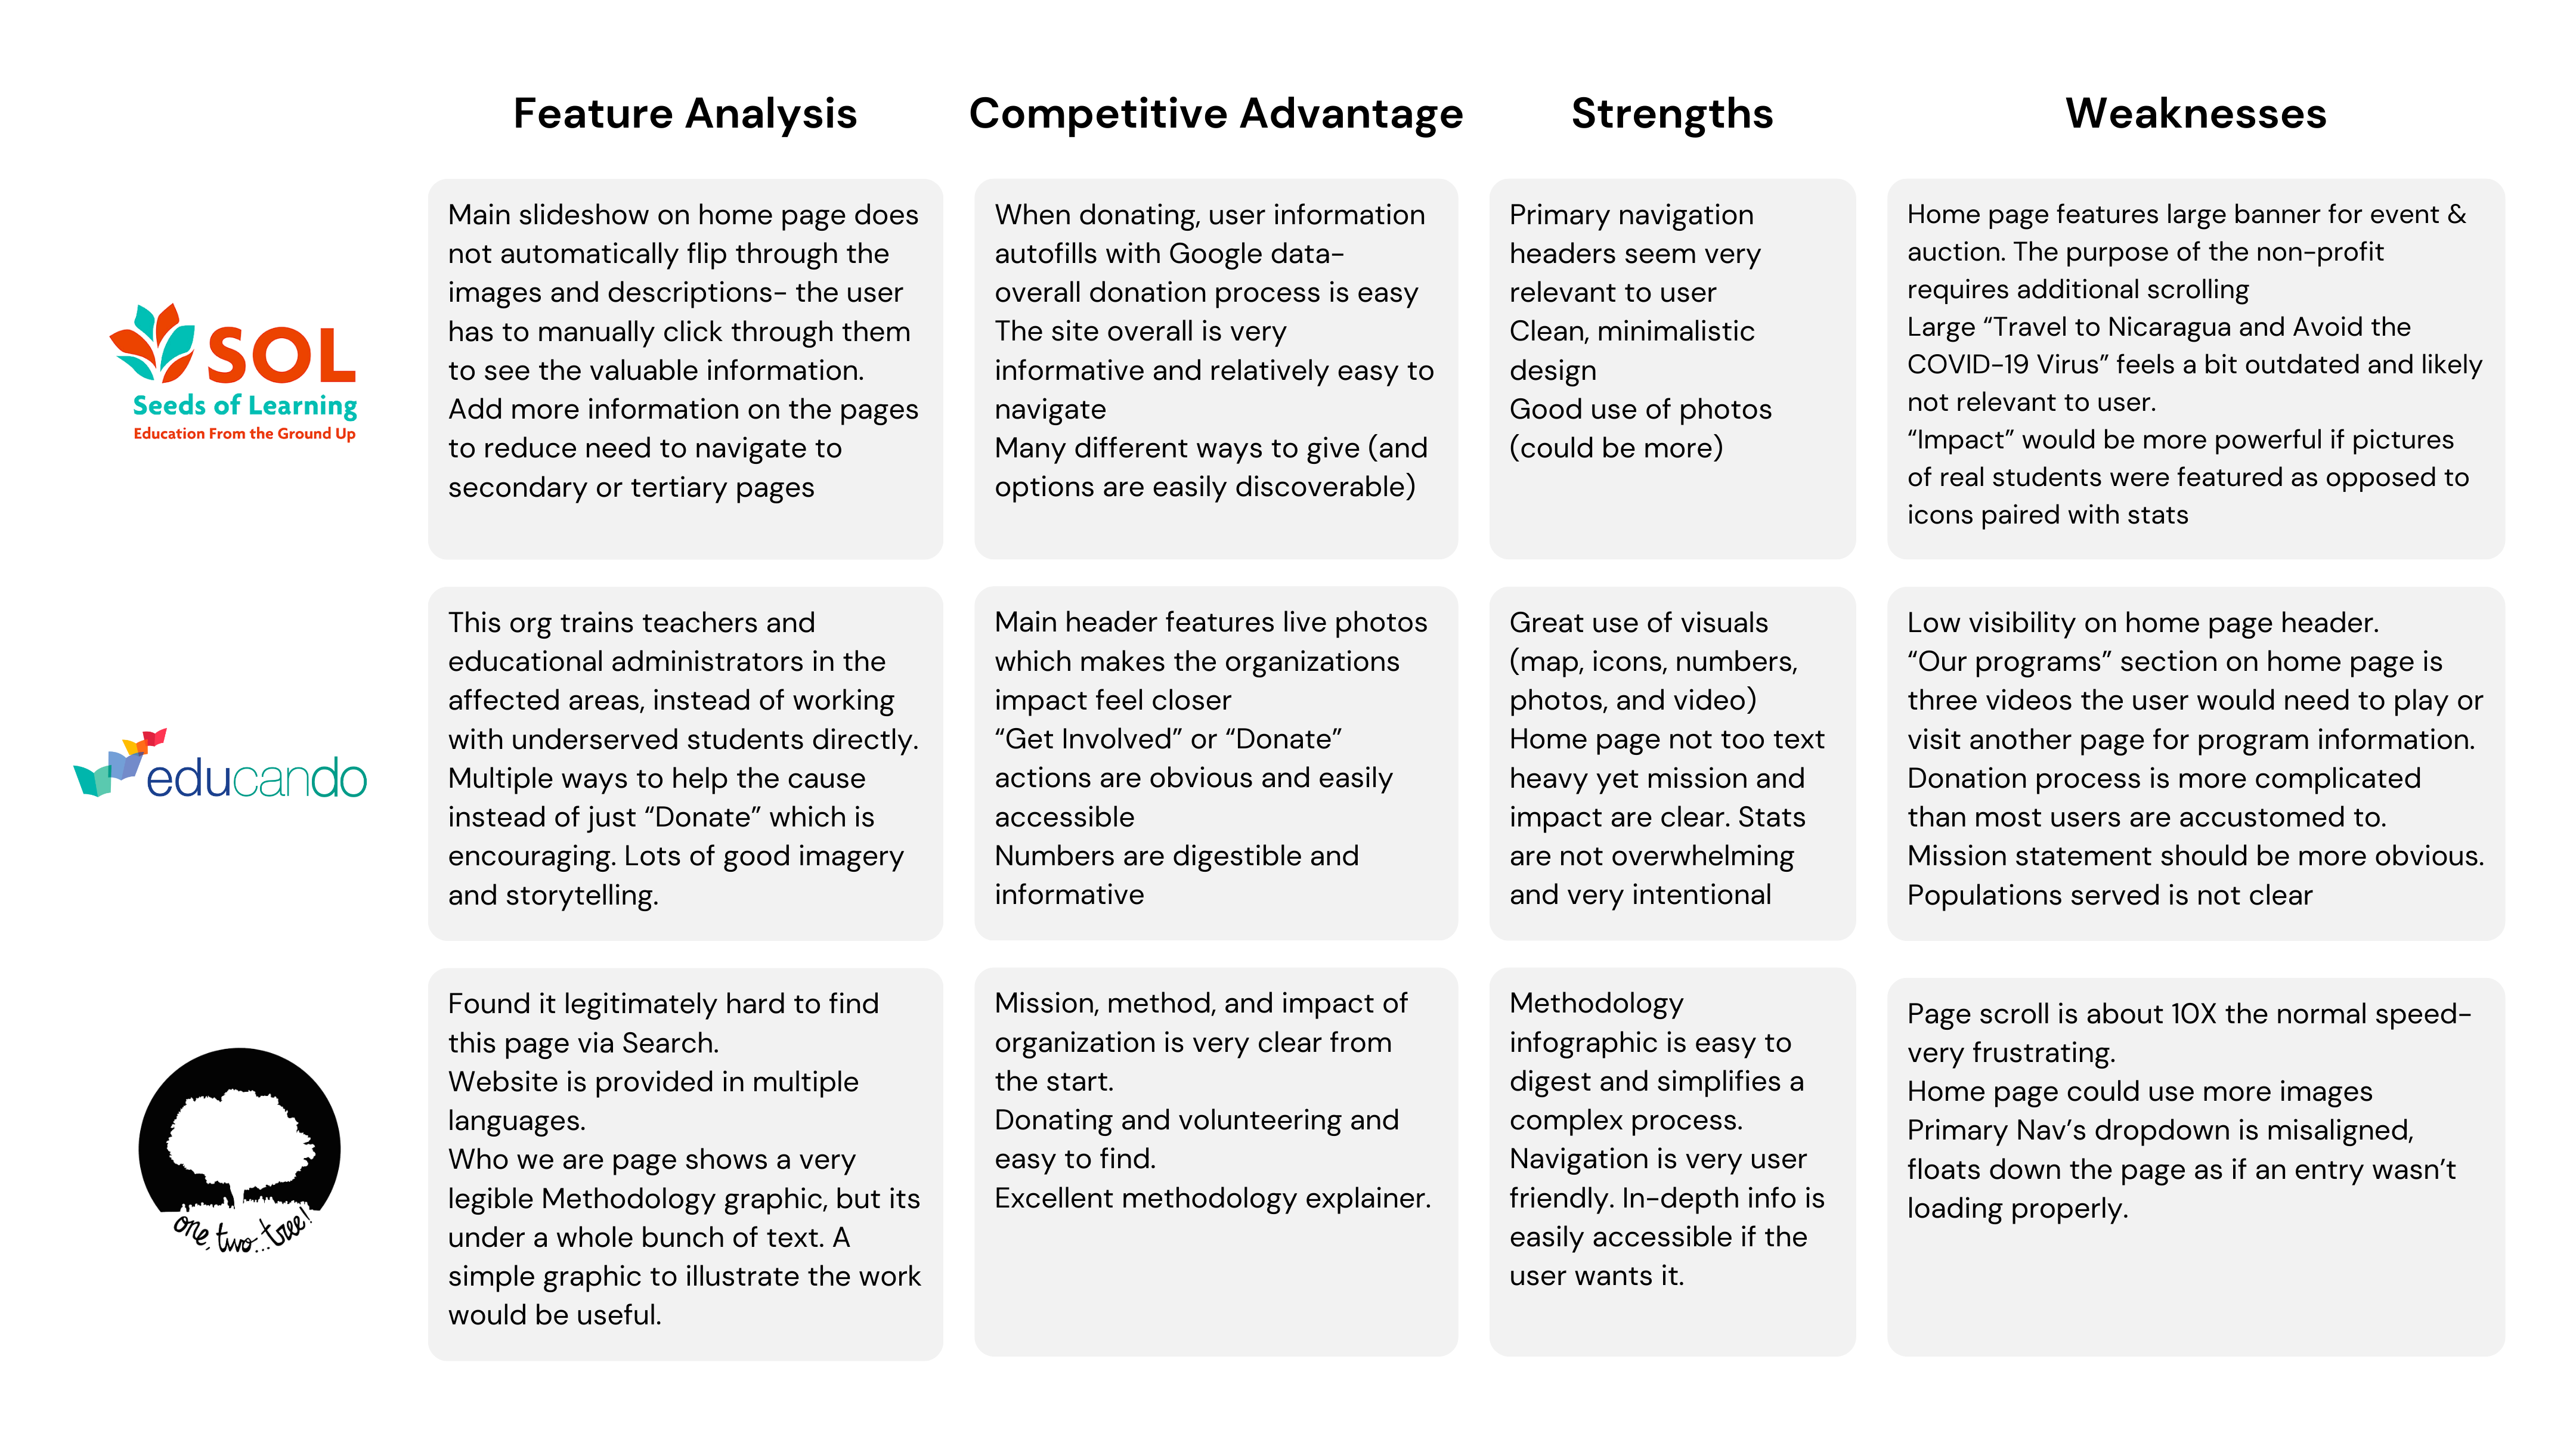 Feature Analysis
Competitive Advantage
Strengths
Weaknesses
SOL
Seeds of Learning
Education From the Ground Up
Main slideshow on home page does
not automatically flip through the
images and descriptions- the user
has to manually click through them
to see the valuable information.
Add more information on the pages
to reduce need to navigate to
secondary or tertiary pages
When donating, user information
autofills with Google data-
overall donation process is easy
The site overall is very
informative and relatively easy to
navigate
Many different ways to give (and
options are easily discoverable)
Primary navigation
headers seem very
relevant to user
Clean, minimalistic
design
Good use of photos
(could be more)
Home page features large banner for event &
auction. The purpose of the non-profit
requires additional scrolling
Large “Travel to Nicaragua and Avoid the
COVID-19 Virus” feels a bit outdated and likely
not relevant to user.
“Impact” would be more powerful if pictures
of real students were featured as opposed to
icons paired with stats
educando
This org trains teachers and
educational administrators in the
affected areas, instead of working
with underserved students directly.
Multiple ways to help the cause
instead of just “Donate” which is
encouraging. Lots of good imagery
and storytelling.
Main header features live photos
which makes the organizations
impact feel closer
“Get Involved” or “Donate”
actions are obvious and easily
accessible
Numbers are digestible and
informative
Great use of visuals
(map, icons, numbers,
photos, and video)
Home page not too text
heavy yet mission and
impact are clear. Stats
are not overwhelming
and very intentional
Low visibility on home page header.
“Our programs” section on home page is
three videos the user would need to play or
visit another page for program information.
Donation process is more complicated
than most users are accustomed to.
Mission statement should be more obvious.
Populations served is not clear
one, two...tree!
Found it legitimately hard to find
this page via Search.
Website is provided in multiple
languages.
Who we are page shows a very
legible Methodology graphic, but its
under a whole bunch of text. A
simple graphic to illustrate the work
would be useful.
Mission, method, and impact of
organization is very clear from
the start.
Donating and volunteering and
easy to find.
Excellent methodology explainer.
Methodology
infographic is easy to
digest and simplifies a
complex process.
Navigation is very user
friendly. In-depth info is
easily accessible if the
user wants it.
Page scroll is about 10X the normal speed-
very frustrating.
Home page could use more images
Primary Nav’s dropdown is misaligned,
floats down the page as if an entry wasn’t
loading properly.